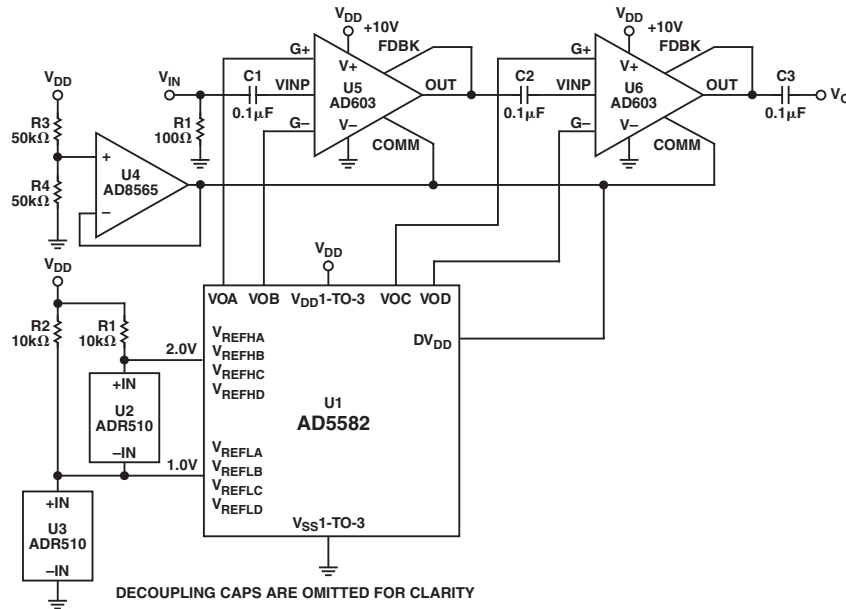 VDD +10V
FDBK
G+
V+
U5
AD603
VINP
G–
V–
OUT
COMM
VDD +10V
FDBK
G+
V+
U6
AD603
VINP
G–
V–
OUT
COMM
VIN
C1
0.1µF
R1
100Ω
C2
0.1µF
C3
0.1µF
VDD
R3
50kΩ
R4
50kΩ
+
U4
AD8565
–
VDD
R2
10kΩ
R1
10kΩ
2.0V
+IN
U2
ADR510
–IN
1.0V
+IN
U3
ADR510
–IN
VDD
VOA VOB VDD1-TO-3 VOC VOD
VREFHA
VREFHB
VREFHC
VREFHD
DVDD
U1
AD5582
VREFLA
VREFLB
VREFLC
VREFLD
VSS1-TO-3
DECOUPLING CAPS ARE OMITTED FOR CLARITY